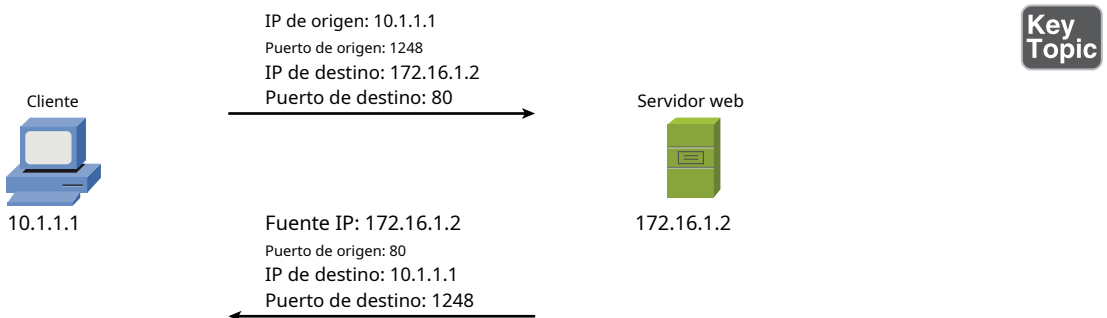 IP de origen: 10.1.1.1
Puerto de origen: 1248
IP de destino: 172.16.1.2
Puerto de destino: 80
Key
Topic
Cliente
Servidor web
10.1.1.1
172.16.1.2
Fuente IP: 172.16.1.2
Puerto de origen: 80
IP de destino: 10.1.1.1
Puerto de destino: 1248